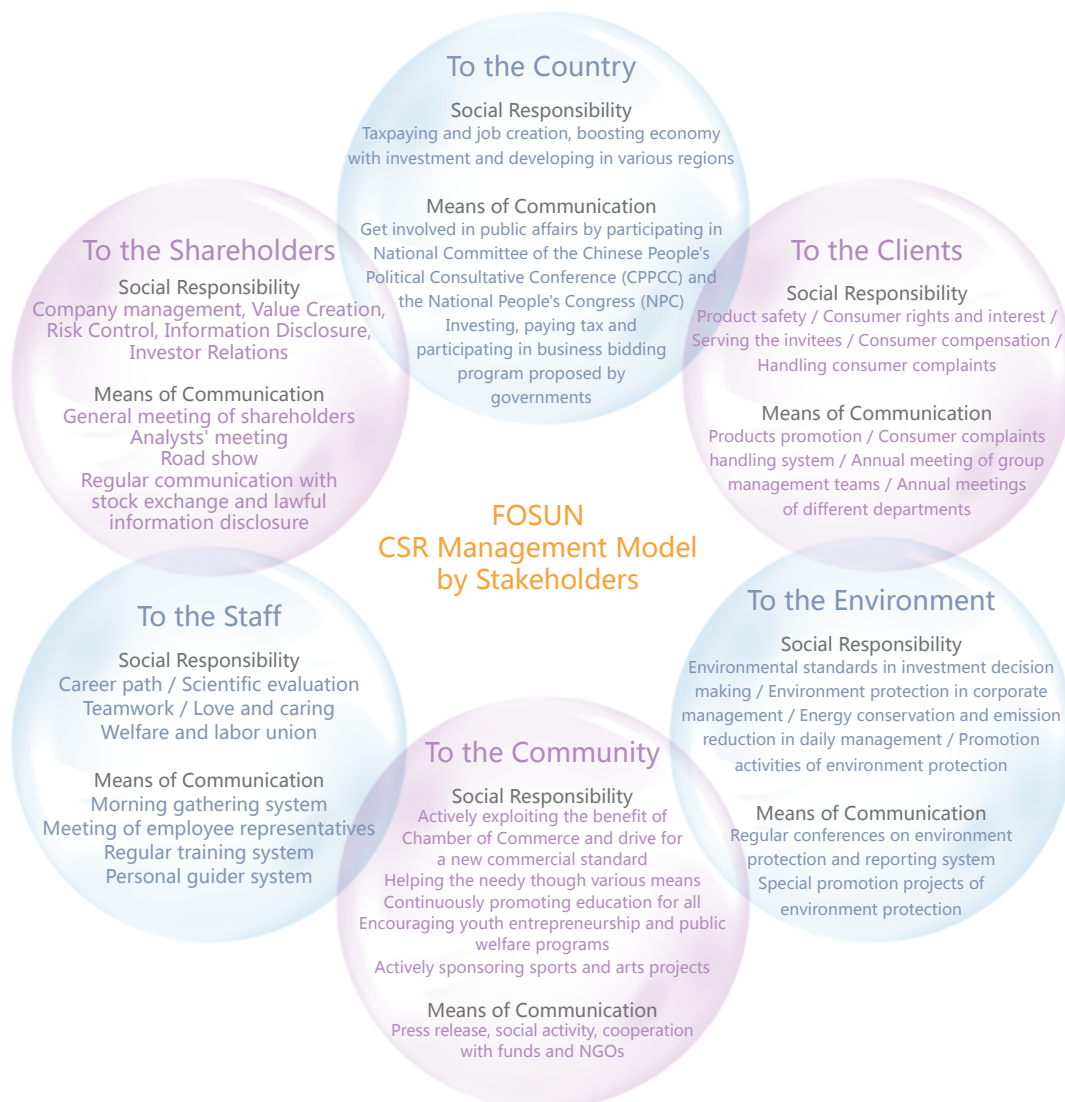 To the Country
Social Responsibility
Taxpaying and job creation, boosting economy
with investment and developing in various regions
Means of Communication
Get involved in public affairs by participating in
National Committee of the Chinese People's
Political Consultative Conference (CPPCC) and
the National People's Congress (NPC)
Investing, paying tax and
participating in business bidding
program proposed by
governments
To the Shareholders
Social Responsibility
Company management, Value Creation,
Risk Control, Information Disclosure,
Investor Relations
Means of Communication
General meeting of shareholders
Analysts' meeting
Road show
Regular communication with
stock exchange and lawful
information disclosure
To the Clients
Social Responsibility
Product safety / Consumer rights and interest /
Serving the invitees / Consumer compensation /
Handling consumer complaints
Means of Communication
Products promotion / Consumer complaints
handling system / Annual meeting of group
management teams / Annual meetings
of different departments
FOSUN
CSR Management Model
by Stakeholders
To the Staff
Social Responsibility
Career path / Scientific evaluation
Teamwork / Love and caring
Welfare and labor union
Means of Communication
Morning gathering system
Meeting of employee representatives
Regular training system
Personal guider system
To the Environment
Social Responsibility
Environmental standards in investment decision
making / Environment protection in corporate
management / Energy conservation and emission
reduction in daily management / Promotion
activities of environment protection
Means of Communication
Regular conferences on environment
protection and reporting system
Special promotion projects of
environment protection
To the Community
Social Responsibility
Actively exploiting the benefit of
Chamber of Commerce and drive for
a new commercial standard
Helping the needy though various means
Continuously promoting education for all
Encouraging youth entrepreneurship and public
welfare programs
Actively sponsoring sports and arts projects
Means of Communication
Press release, social activity, cooperation
with funds and NGOs